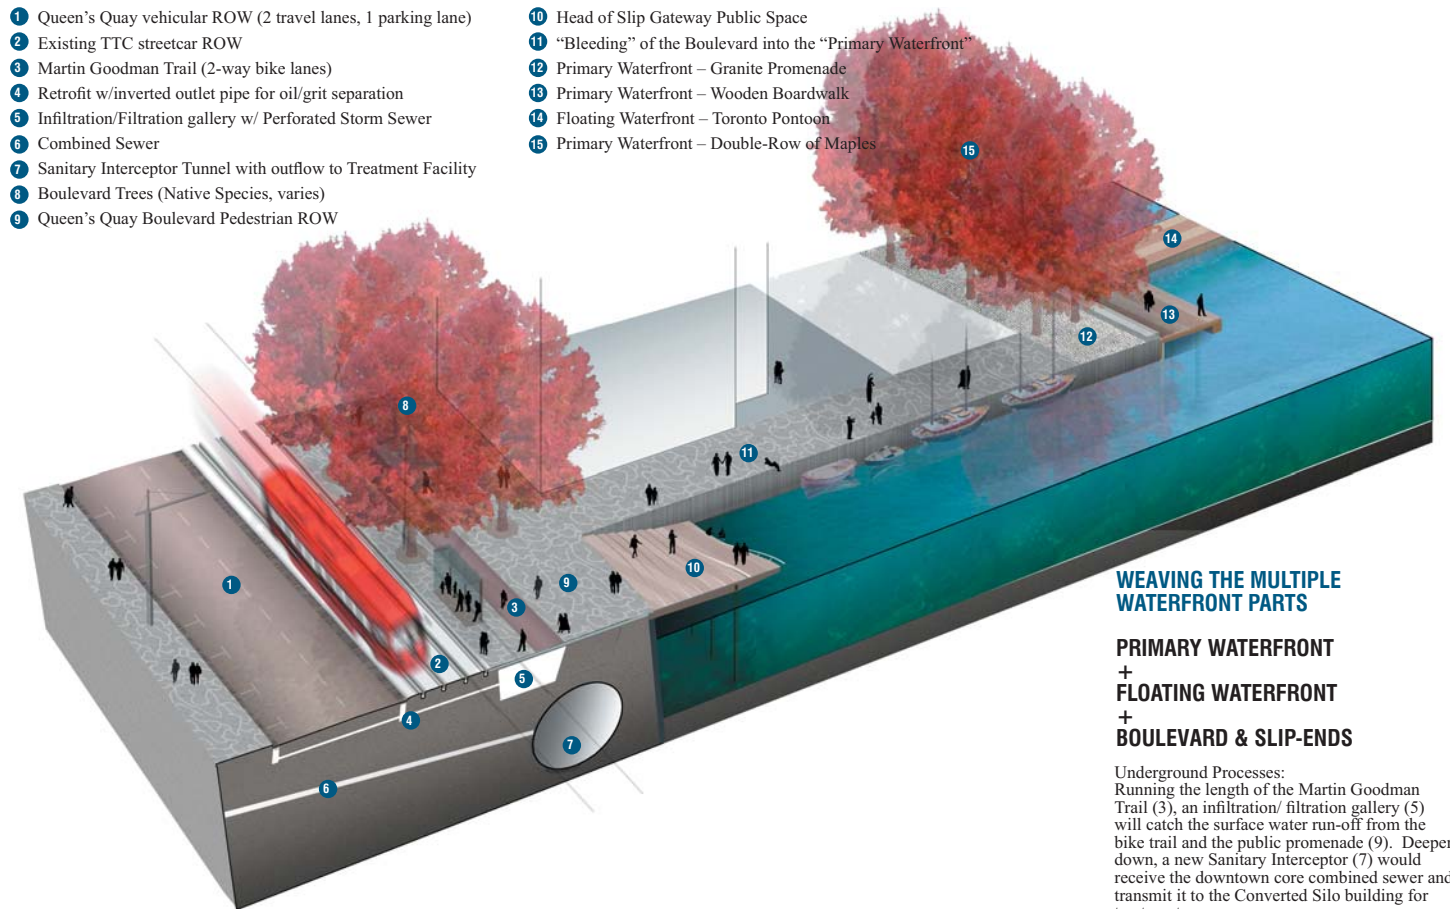 1 Queen's Quay vehicular ROW (2 travel lanes, 1 parking lane)
2 Existing TTC streetcar ROW
3 Martin Goodman Trail (2-way bike lanes)
4 Retrofit w/inverted outlet pipe for oil/grit separation
5 Infiltration/Filtration gallery w/ Perforated Storm Sewer
6 Combined Sewer
7 Sanitary Interceptor Tunnel with outflow to Treatment Facility
8 Boulevard Trees (Native Species, varies)
9 Queen's Quay Boulevard Pedestrian ROW
10 Head of Slip Gateway Public Space
11 “Bleeding” of the Boulevard into the “Primary Waterfront”
12 Primary Waterfront – Granite Promenade
13 Primary Waterfront – Wooden Boardwalk
14 Floating Waterfront – Toronto Pontoon
15 Primary Waterfront – Double-Row of Maples
15
14
13
12
8
11
10
9
1
3
2
5
4
7
6
WEAVING THE MULTIPLE
WATERFRONT PARTS
PRIMARY WATERFRONT
+
FLOATING WATERFRONT
+
BOULEVARD & SLIP-ENDS
Underground Processes:
Running the length of the Martin Goodman
Trail (3), an infiltration/ filtration gallery (5)
will catch the surface water run-off from the
bike trail and the public promenade (9). Deeper
down, a new Sanitary Interceptor (7) would
receive the downtown core combined sewer and
transmit it to the Converted Silo building for